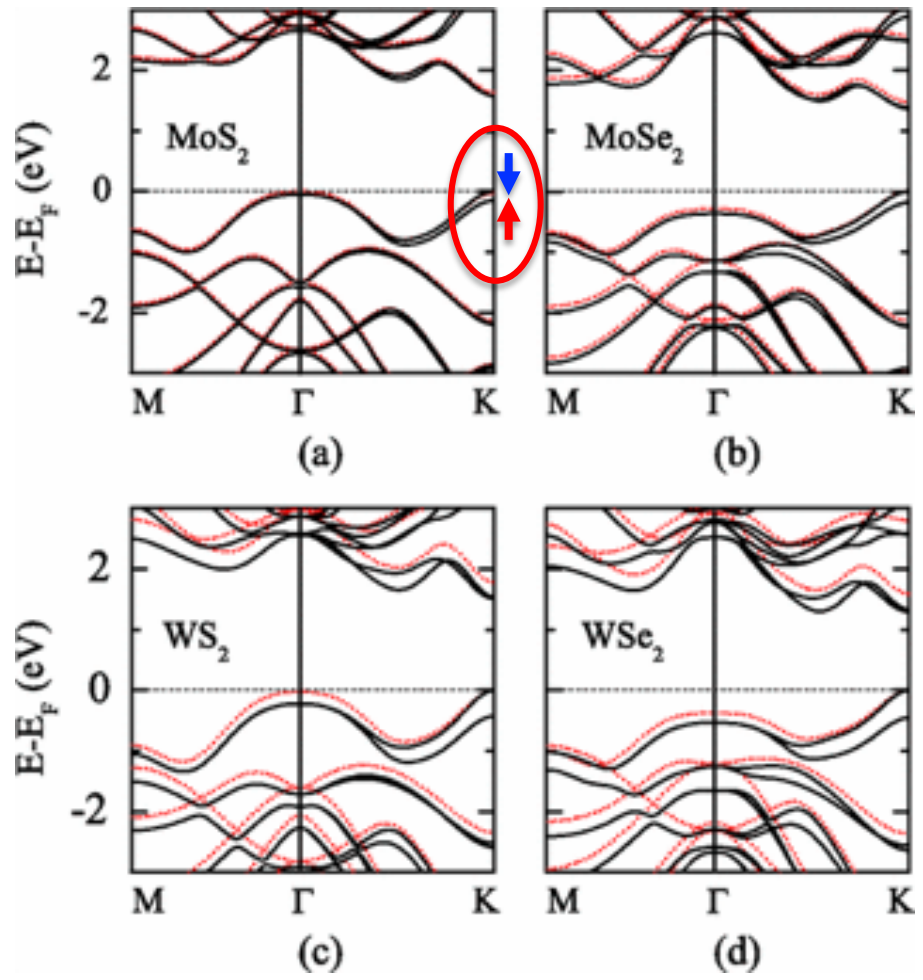 2
0
-2
E-E_F (eV)
MoS₂
M Γ K
(a)
MoSe₂
M Γ K
(b)
2
0
-2
E-E_F (eV)
WS₂
M Γ K
(c)
WSe₂
M Γ K
(d)